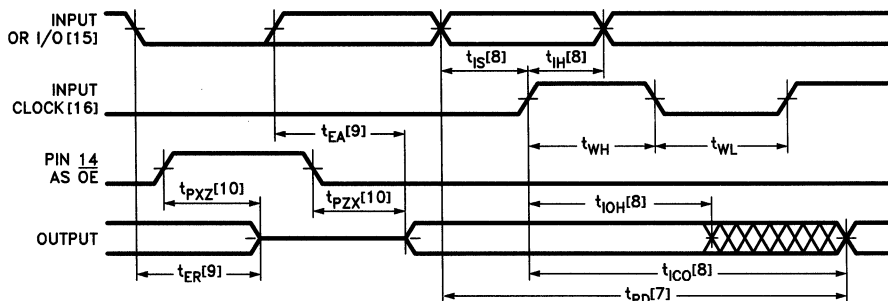 INPUT
OR I/O [15]
tIS[8]
tIH[8]
INPUT
CLOCK [16]
tEA[9]
tWH
tWL
PIN 14
AS OE
tPXZ[10]
tPZX[10]
tIOH[8]
OUTPUT
tER[9]
tICO[8]
tPD[7]